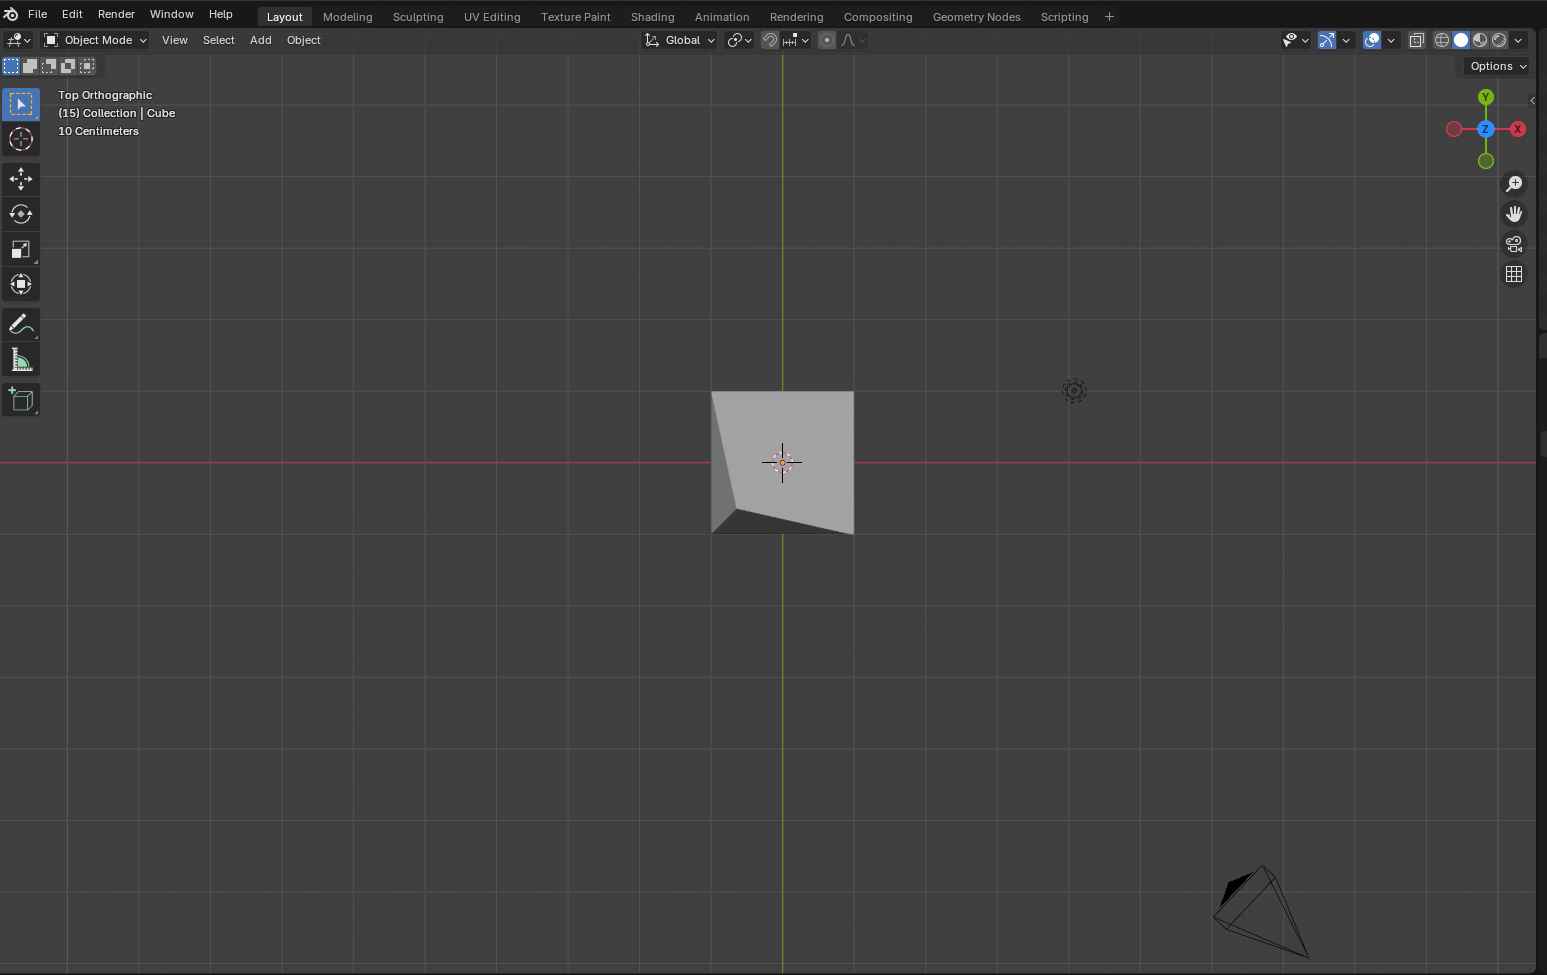 File Edit Render Window Help Layout Modeling Sculpting UV Editing Texture Paint Shading Animation Rendering Compositing Geometry Nodes Scripting +
Object Mode View Select Add Object Global
Options
Top Orthographic
(15) Collection | Cube
10 Centimeters
Y
Z X